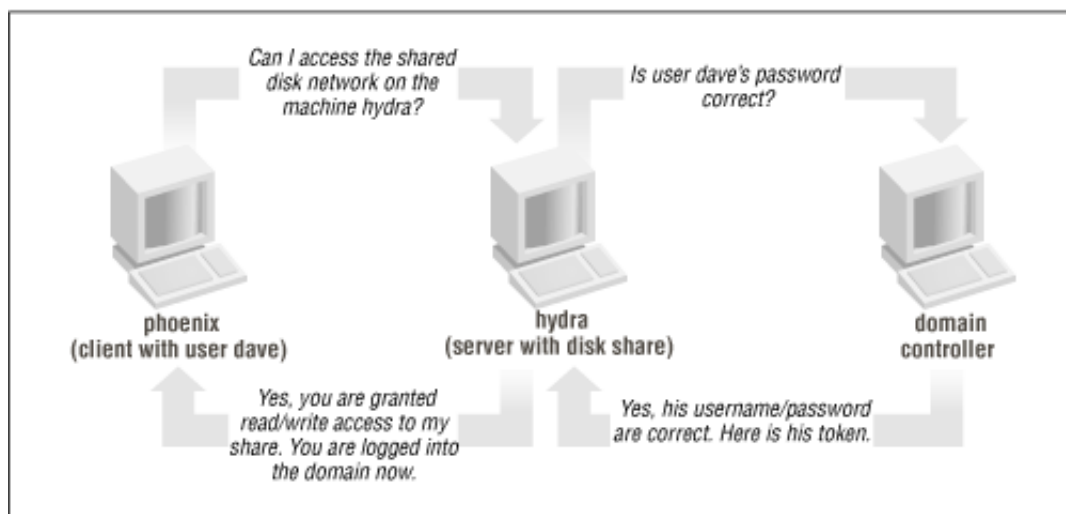 Can I access the shared
disk network on the
machine hydra?
Is user dave's password
correct?
phoenix
(client with user dave)
hydra
(server with disk share)
domain
controller
Yes, you are granted
read/write access to my
share. You are logged into
the domain now.
Yes, his username/password
are correct. Here is his token.